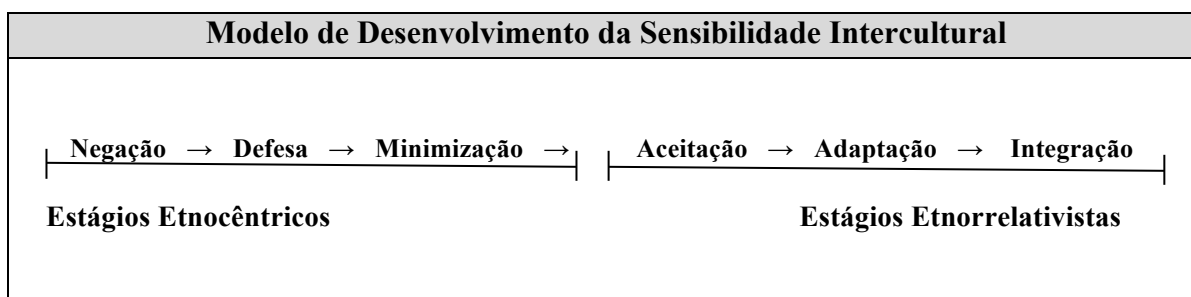 Modelo de Desenvolvimento da Sensibilidade Intercultural
Negação → Defesa → Minimização → Aceitação → Adaptação → Integração
Estágios Etnocêntricos Estágios Etnorrelativistas